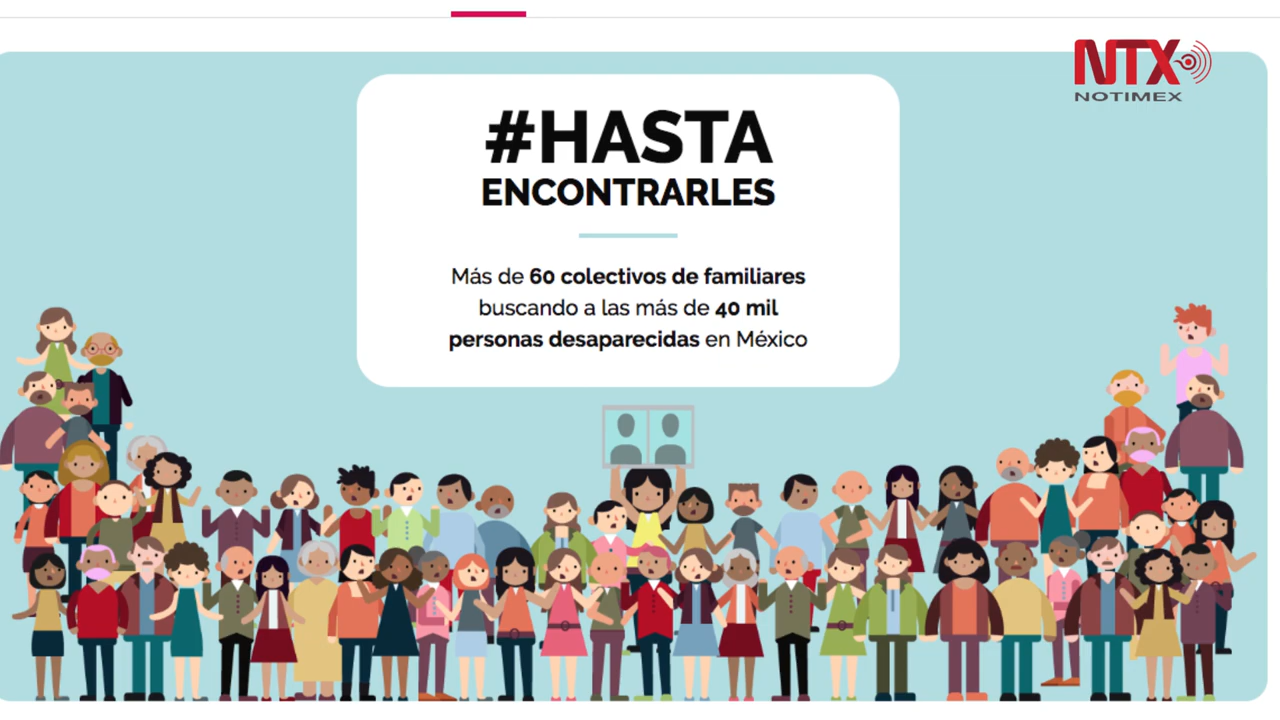 NTX
NOTIMEX
#HASTA
ENCONTRARLES
Más de 60 colectivos de familiares
buscando a las más de 40 mil
personas desaparecidas en México